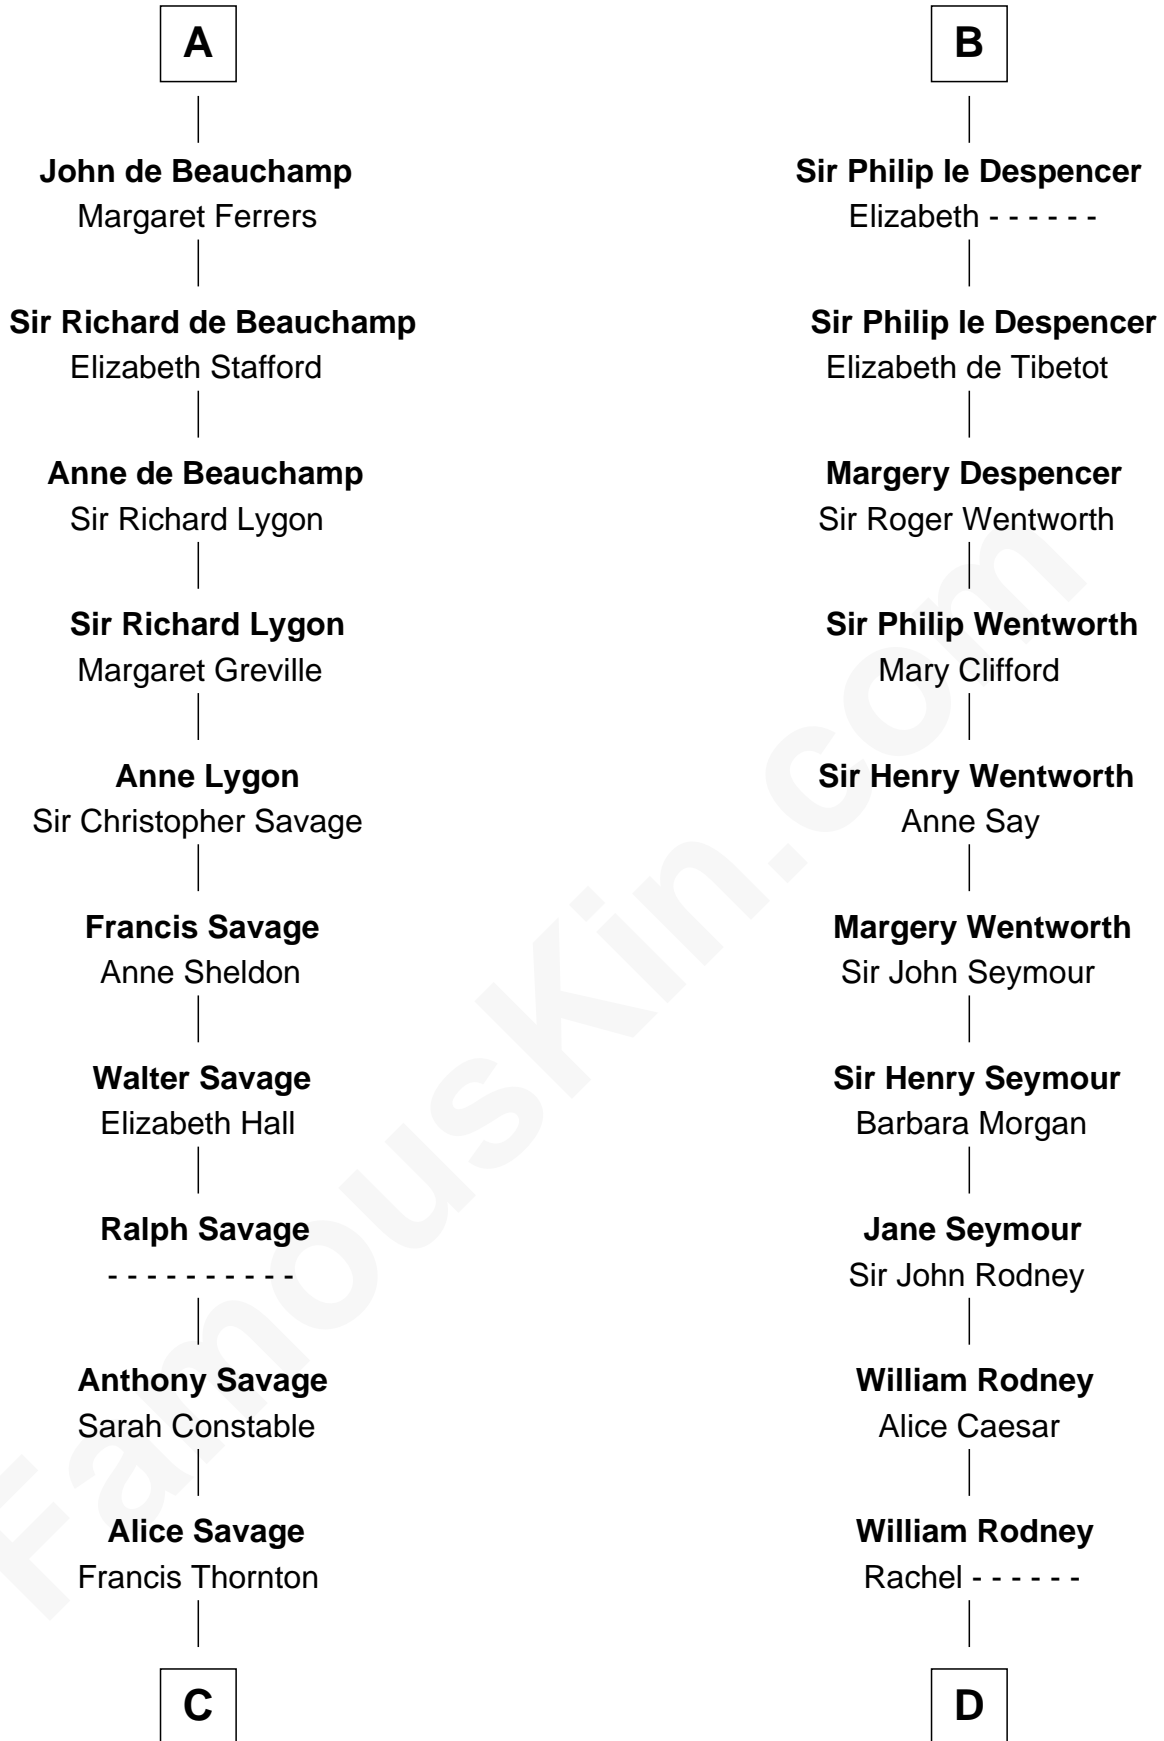 A
John de Beauchamp
Margaret Ferrers
Sir Richard de Beauchamp
Elizabeth Stafford
Anne de Beauchamp
Sir Richard Lygon
Sir Richard Lygon
Margaret Greville
Anne Lygon
Sir Christopher Savage
Francis Savage
Anne Sheldon
Walter Savage
Elizabeth Hall
Ralph Savage
- - - - - - - - - -
Anthony Savage
Sarah Constable
Alice Savage
Francis Thornton
C
B
Sir Philip le Despencer
Elizabeth - - - - - -
Sir Philip le Despencer
Elizabeth de Tibetot
Margery Despencer
Sir Roger Wentworth
Sir Philip Wentworth
Mary Clifford
Sir Henry Wentworth
Anne Say
Margery Wentworth
Sir John Seymour
Sir Henry Seymour
Barbara Morgan
Jane Seymour
Sir John Rodney
William Rodney
Alice Caesar
William Rodney
Rachel - - - - - -
D
FamousKin.com